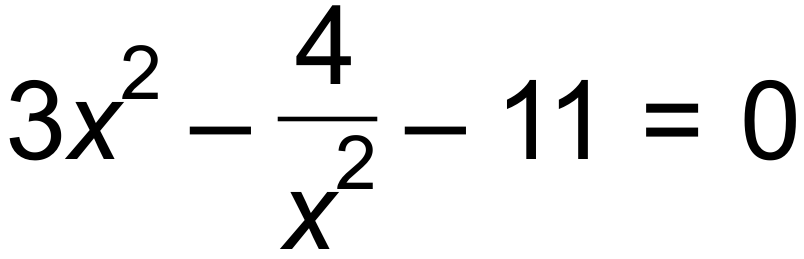 3x² – 4/x² – 11 = 0